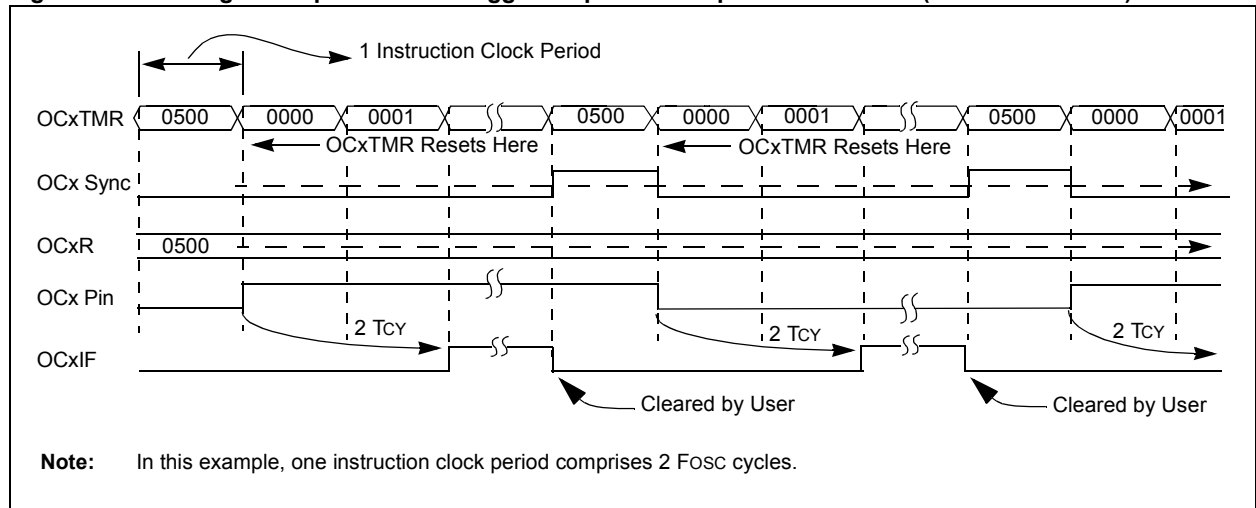 1 Instruction Clock Period
OCxTMR 0500 0000 0001 0500 0000 0001 0500 0000 0001
OCxTMR Resets Here OCxTMR Resets Here
OCx Sync
OCxR 0500
OCx Pin
2 TCY 2 TCY 2 TCY
OCxIF
Cleared by User Cleared by User
Note: In this example, one instruction clock period comprises 2 FOSC cycles.